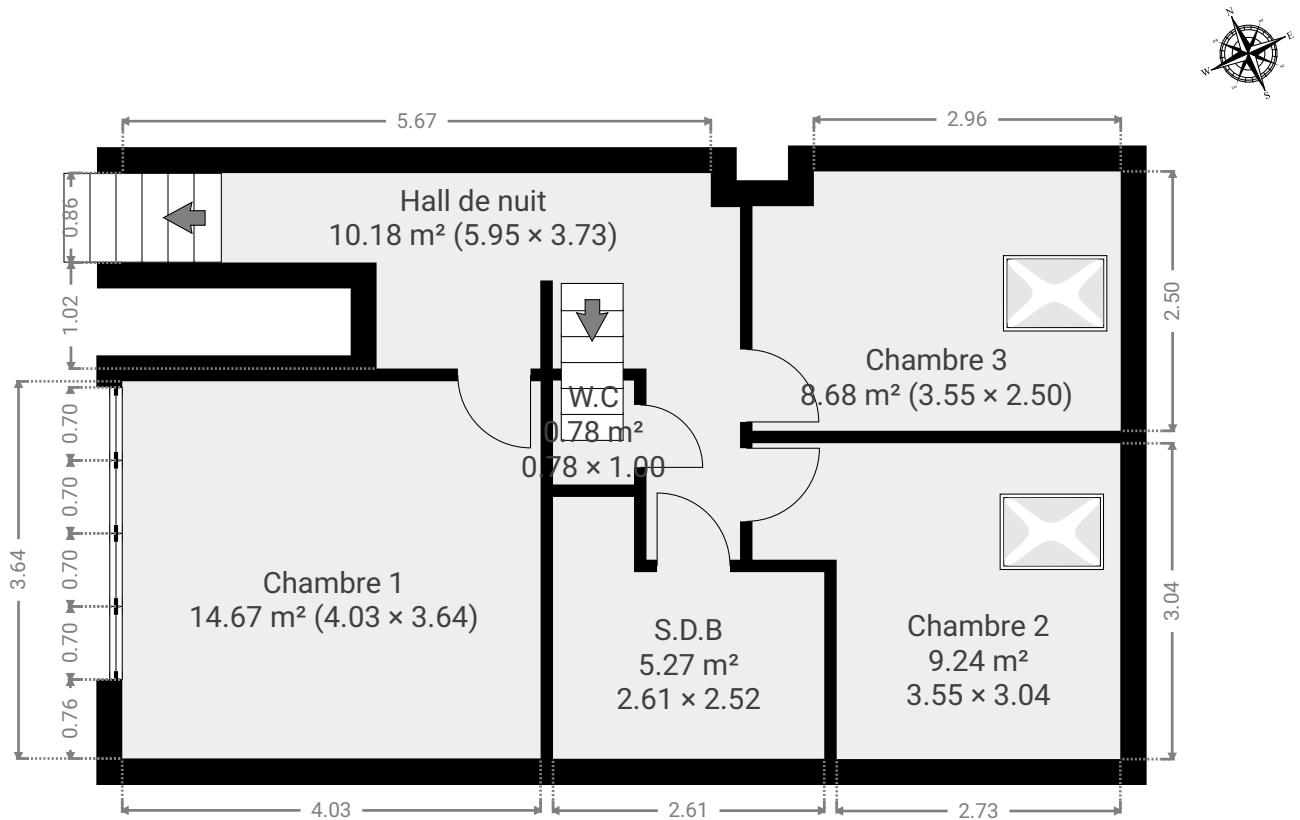 N
E
W
S
5.67
2.96
0.86
Hall de nuit
10.18 m² (5.95 × 3.73)
1.02
2.50
Chambre 3
8.68 m² (3.55 × 2.50)
W.C
0.78 m²
0.78 × 1.00
0.70
0.70
0.70
0.70
0.76
3.64
Chambre 1
14.67 m² (4.03 × 3.64)
S.D.B
5.27 m²
2.61 × 2.52
Chambre 2
9.24 m²
3.55 × 3.04
3.04
4.03
2.61
2.73